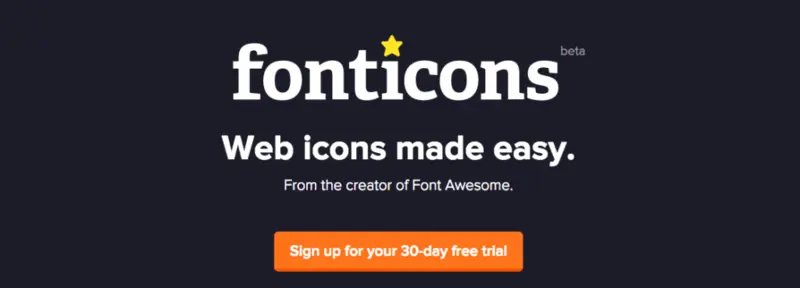 fonticons beta
Web icons made easy.
From the creator of Font Awesome.
Sign up for your 30-day free trial